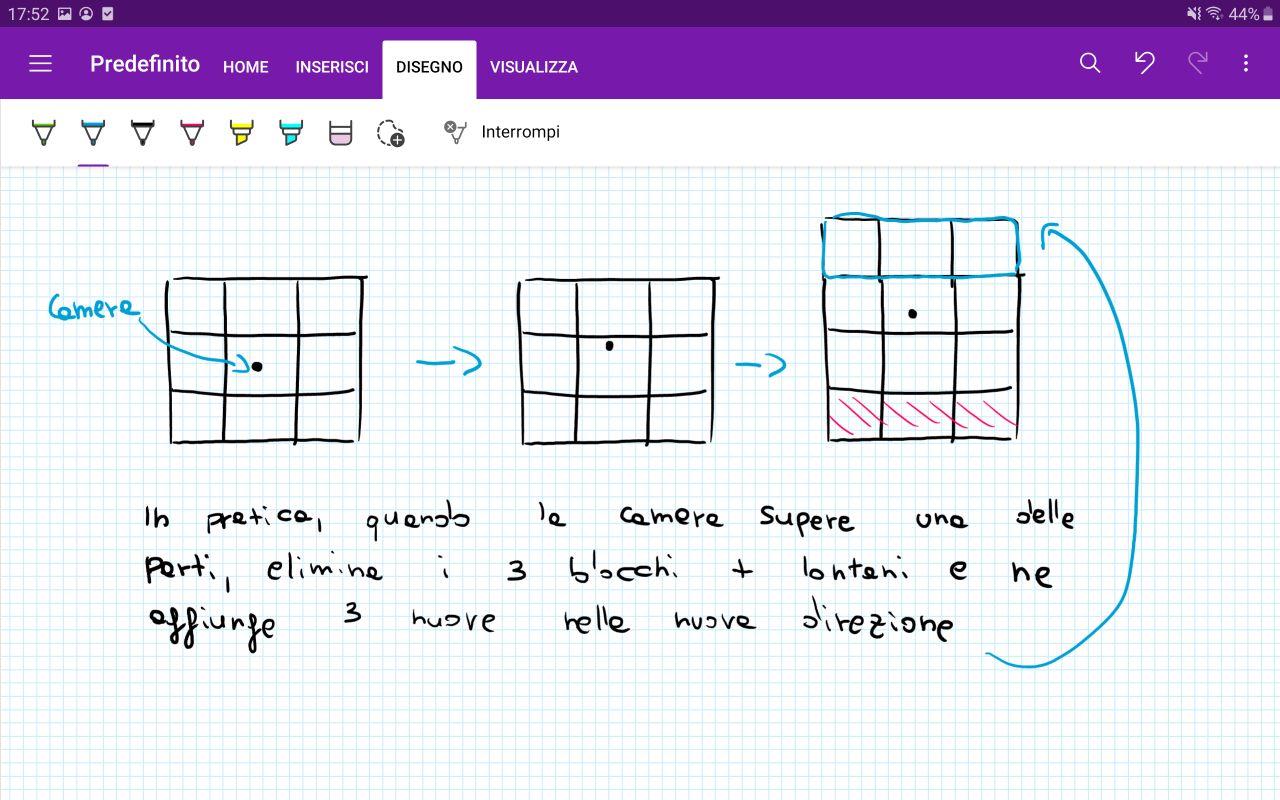 17:52 44%
Predefinito HOME INSERISCI DISEGNO VISUALIZZA
Interrompi
Camera
In pratica, quando la camera supera una delle
parti, elimina i 3 blocchi + lontani e ne
aggiunge 3 nuove nella nuova direzione